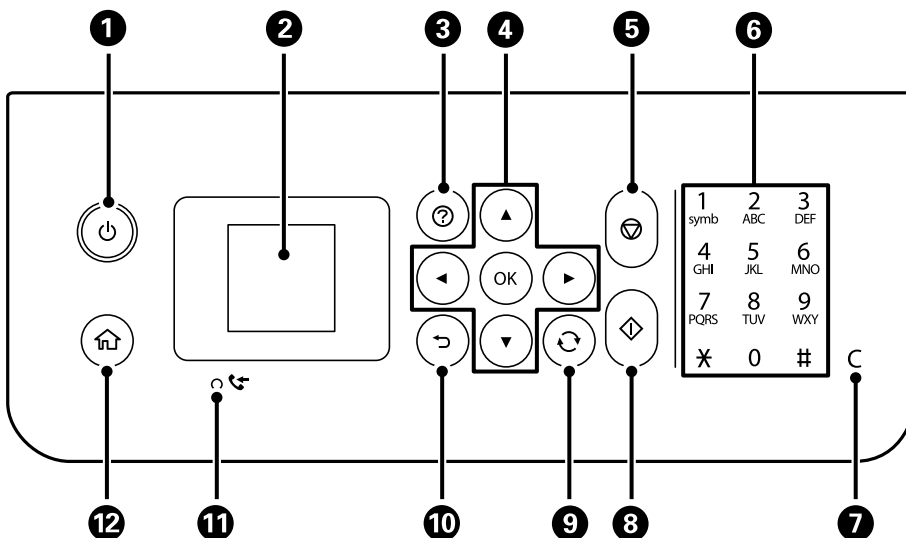 1 2 3 4 5 6
1 2 3
symb ABC DEF
OK
4 5 6
GHI JKL MNO
7 8 9
PQRS TUV WXY
* 0 #
C
12 11 10 9 8 7